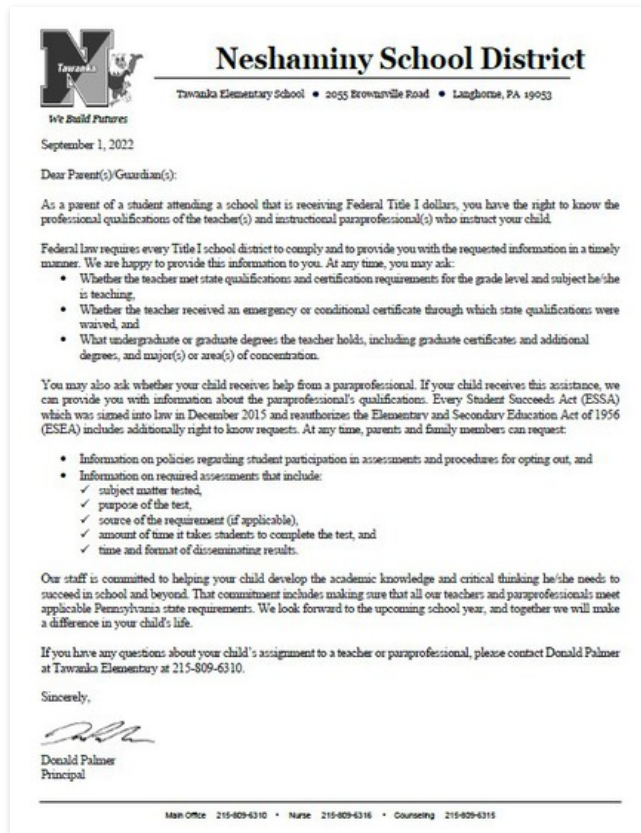 Tawanka
We Build Futures
Neshaminy School District
Tawanka Elementary School • 2055 Brownsville Road • Langhorne, PA 19053
September 1, 2022
Dear Parent(s)/Guardian(s):
As a parent of a student attending a school that is receiving Federal Title I dollars, you have the right to know the
professional qualifications of the teacher(s) and instructional paraprofessional(s) who instruct your child.
Federal law requires every Title I school district to comply and to provide you with the requested information in a timely
manner. We are happy to provide this information to you. At any time, you may ask:
• Whether the teacher met state qualifications and certification requirements for the grade level and subject he/she
is teaching,
• Whether the teacher received an emergency or conditional certificate through which state qualifications were
waived, and
• What undergraduate or graduate degrees the teacher holds, including graduate certificates and additional
degrees, and major(s) or area(s) of concentration.
You may also ask whether your child receives help from a paraprofessional. If your child receives this assistance, we
can provide you with information about the paraprofessional's qualifications. Every Student Succeeds Act (ESSA)
which was signed into law in December 2015 and reauthorizes the Elementary and Secondary Education Act of 1956
(ESEA) includes additionally right to know requests. At any time, parents and family members can request:
• Information on policies regarding student participation in assessments and procedures for opting out, and
• Information on required assessments that include:
✓ subject matter tested,
✓ purpose of the test,
✓ source of the requirement (if applicable),
✓ amount of time it takes students to complete the test, and
✓ time and format of disseminating results.
Our staff is committed to helping your child develop the academic knowledge and critical thinking he/she needs to
succeed in school and beyond. That commitment includes making sure that all our teachers and paraprofessionals meet
applicable Pennsylvania state requirements. We look forward to the upcoming school year, and together we will make
a difference in your child's life.
If you have any questions about your child's assignment to a teacher or paraprofessional, please contact Donald Palmer
at Tawanka Elementary at 215-809-6310.
Sincerely,
Donald Palmer
Principal
Main Office 215-809-6310 • Nurse 215-809-6316 • Counseling 215-809-6315